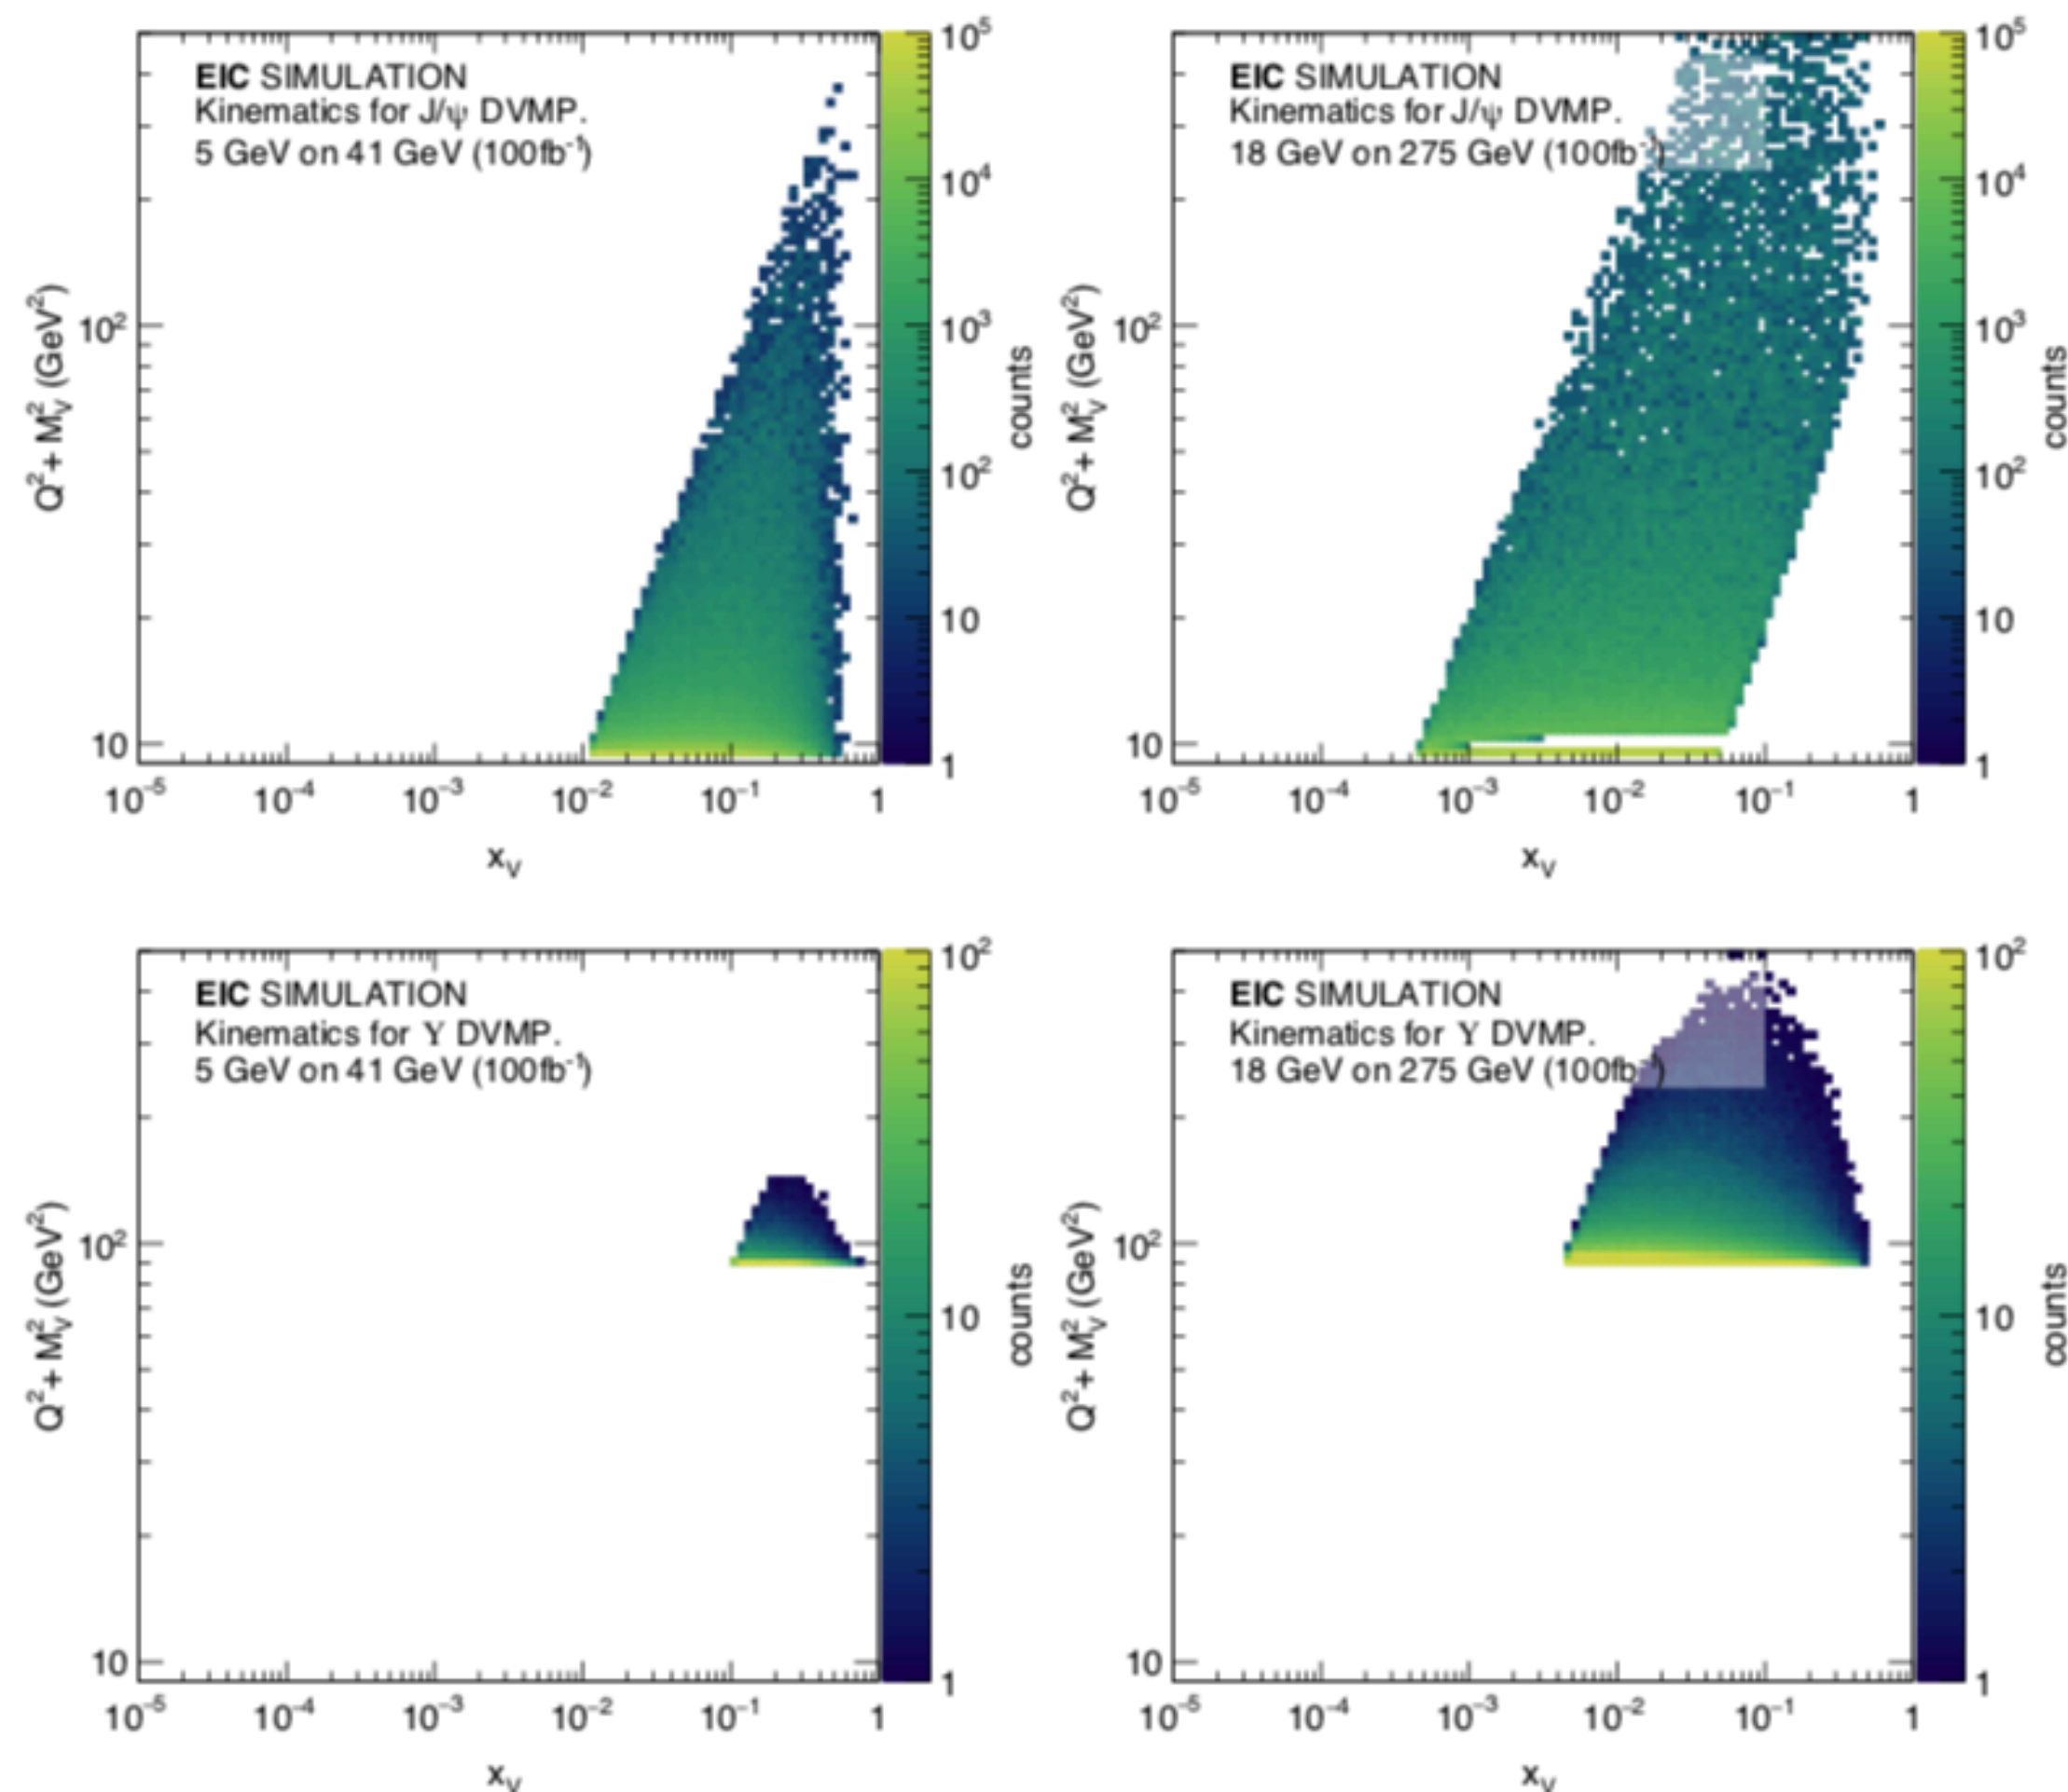 EIC SIMULATION
Kinematics for J/ψ DVMP.
5 GeV on 41 GeV (100fb⁻¹)
10⁵
10⁴
10³
10²
10
1
counts
10²
10
Q²+ M²_V (GeV²)
10⁻⁵ 10⁻⁴ 10⁻³ 10⁻² 10⁻¹ 1
x_V
EIC SIMULATION
Kinematics for J/ψ DVMP.
18 GeV on 275 GeV (100fb⁻¹)
10⁵
10⁴
10³
10²
10
1
counts
10²
10
Q²+ M²_V (GeV²)
10⁻⁵ 10⁻⁴ 10⁻³ 10⁻² 10⁻¹ 1
x_V
EIC SIMULATION
Kinematics for ϒ DVMP.
5 GeV on 41 GeV (100fb⁻¹)
10²
10
1
counts
10²
10
Q²+ M²_V (GeV²)
10⁻⁵ 10⁻⁴ 10⁻³ 10⁻² 10⁻¹ 1
x_V
EIC SIMULATION
Kinematics for ϒ DVMP.
18 GeV on 275 GeV (100fb⁻¹)
10²
10
1
counts
10²
10
Q²+ M²_V (GeV²)
10⁻⁵ 10⁻⁴ 10⁻³ 10⁻² 10⁻¹ 1
x_V